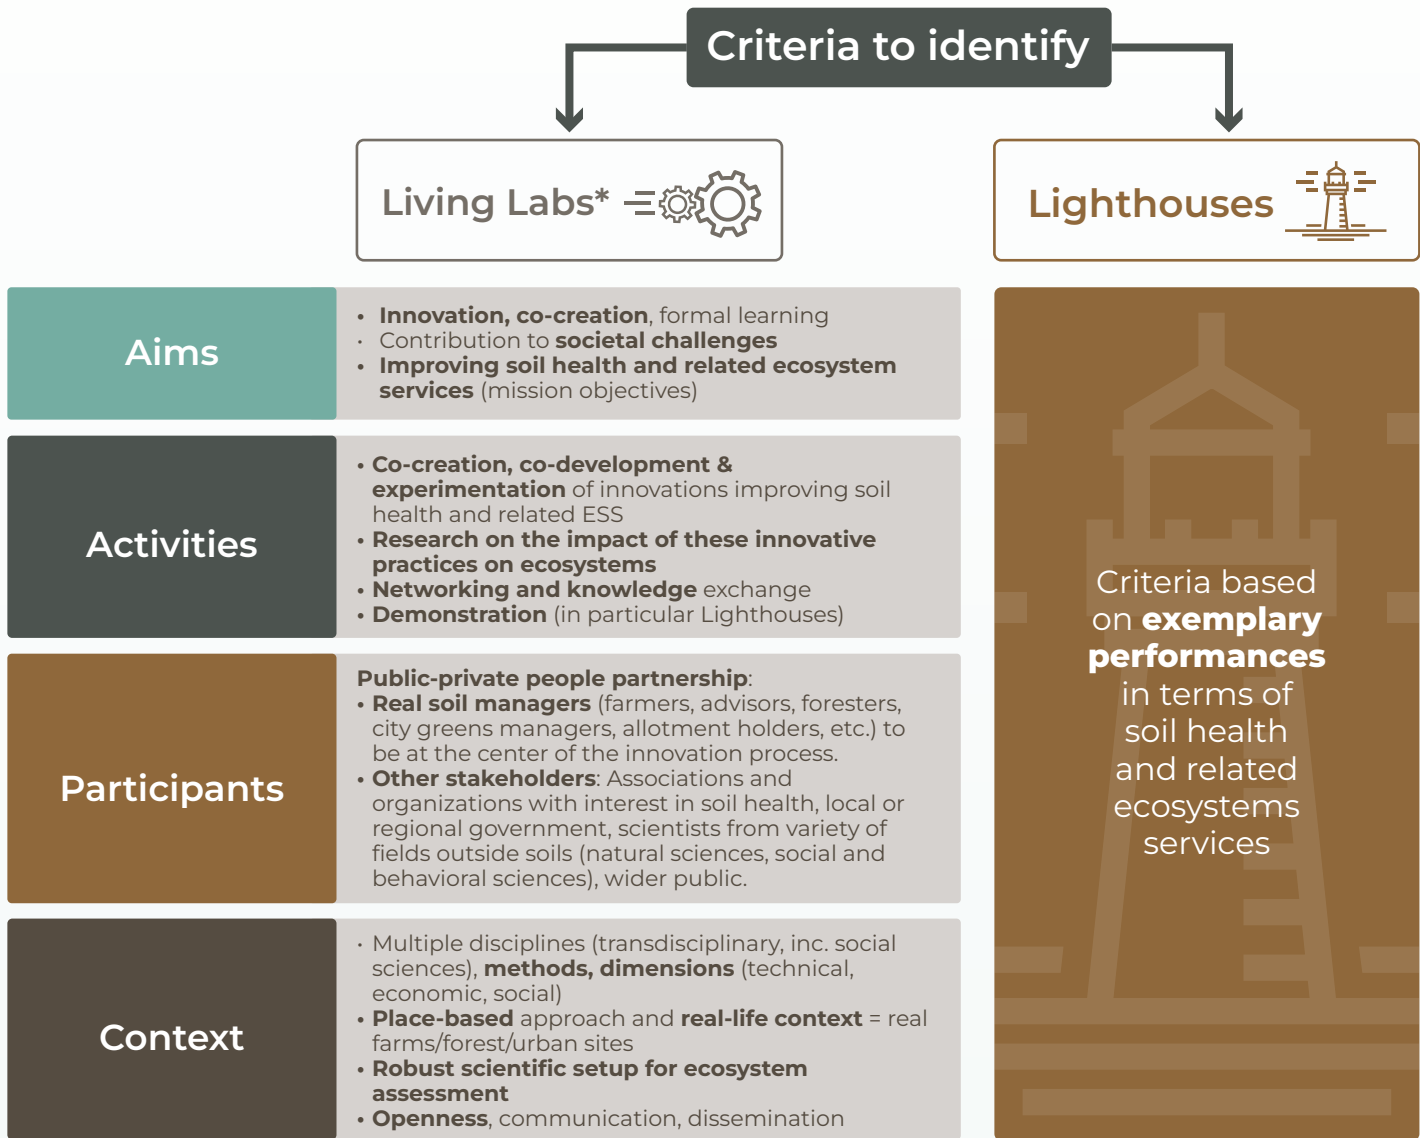 Criteria to identify
Living Labs*
Lighthouses
Aims
• Innovation, co-creation, formal learning
• Contribution to societal challenges
• Improving soil health and related ecosystem
services (mission objectives)
Activities
• Co-creation, co-development &
experimentation of innovations improving soil
health and related ESS
• Research on the impact of these innovative
practices on ecosystems
• Networking and knowledge exchange
• Demonstration (in particular Lighthouses)
Participants
Public-private people partnership:
• Real soil managers (farmers, advisors, foresters,
city greens managers, allotment holders, etc.) to
be at the center of the innovation process.
• Other stakeholders: Associations and
organizations with interest in soil health, local or
regional government, scientists from variety of
fields outside soils (natural sciences, social and
behavioral sciences), wider public.
Context
• Multiple disciplines (transdisciplinary, inc. social
sciences), methods, dimensions (technical,
economic, social)
• Place-based approach and real-life context = real
farms/forest/urban sites
• Robust scientific setup for ecosystem
assessment
• Openness, communication, dissemination
Criteria based
on exemplary
performances
in terms of
soil health
and related
ecosystems
services